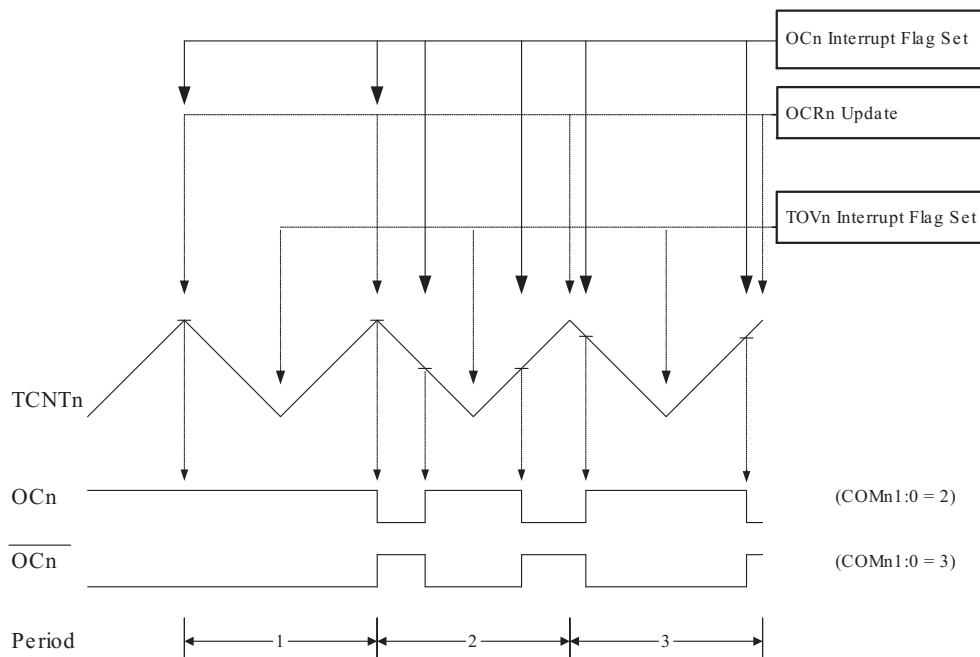 OCn Interrupt Flag Set
OCRn Update
TOVn Interrupt Flag Set
TCNTn
OCn (COMn1:0 = 2)
OCn (COMn1:0 = 3)
Period 1 2 3